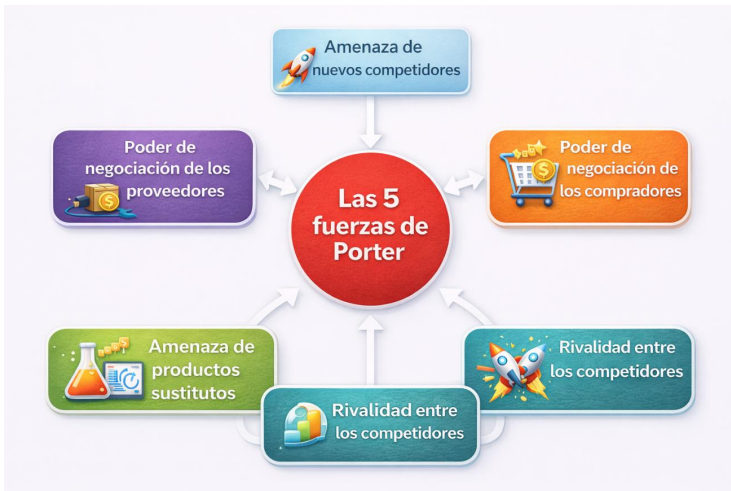 Amenaza de
nuevos competidores
Poder de
negociación de los
proveedores
Poder de
negociación de
los compradores
Las 5
fuerzas de
Porter
Amenaza de
productos
sustitutos
Rivalidad entre
los competidores
Rivalidad entre
los competidores